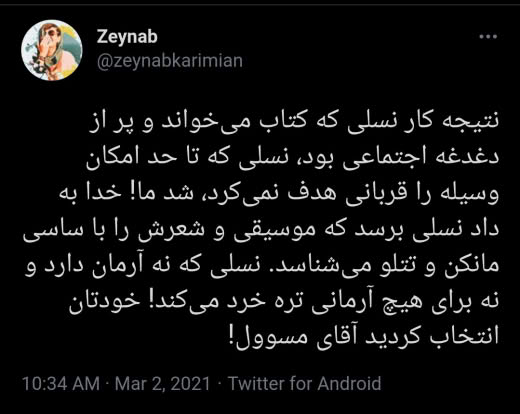 Zeynab
@zeynabkarimian
نتیجه کار نسلی که کتاب می‌خواند و پر از
دغدغه اجتماعی بود، نسلی که تا حد امکان
وسیله را قربانی هدف نمی‌کرد، شد ما! خدا به
داد نسلی برسد که موسیقی و شعرش را با ساسی
مانکن و تتلو می‌شناسد. نسلی که نه آرمان دارد و
نه برای هیچ آرمانی تره خرد می‌کند! خودتان
انتخاب کردید آقای مسوول!
10:34 AM · Mar 2, 2021 · Twitter for Android